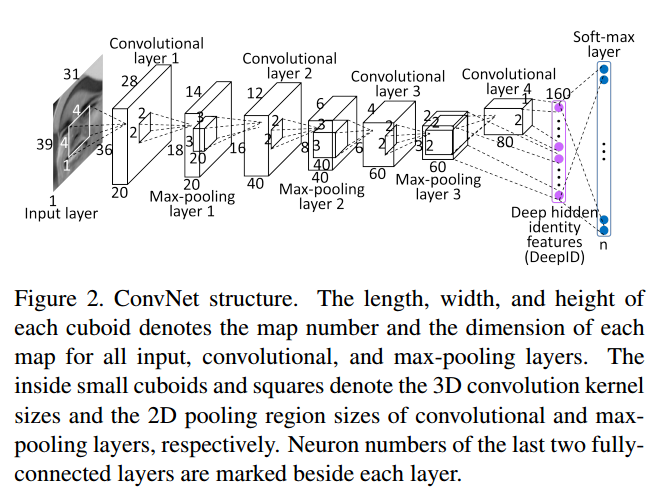 Convolutional
layer 1
Convolutional
layer 2
Convolutional
layer 3
Convolutional
layer 4
Soft-max
layer
31
39
1
4
4
1
Input layer
28
36
20
2
2
14
18
20
3
3
20
Max-pooling
layer 1
12
16
40
2
2
6
8
40
3
3
40
Max-pooling
layer 2
4
6
60
2
2
2
3
2
2
60
Max-pooling
layer 3
1
2
80
160
Deep hidden
identity
features
(DeepID)
n
Figure 2. ConvNet structure. The length, width, and height of
each cuboid denotes the map number and the dimension of each
map for all input, convolutional, and max-pooling layers. The
inside small cuboids and squares denote the 3D convolution kernel
sizes and the 2D pooling region sizes of convolutional and max-
pooling layers, respectively. Neuron numbers of the last two fully-
connected layers are marked beside each layer.